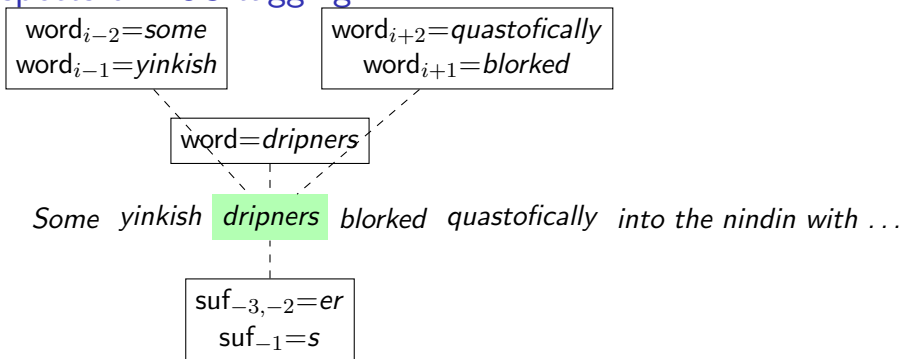 word_{i−2}=some
word_{i−1}=yinkish
word_{i+2}=quastofically
word_{i+1}=blorked
word=dripners
Some yinkish dripners blorked quastofically into the nindin with ...
suf_{−3,−2}=er
suf_{−1}=s